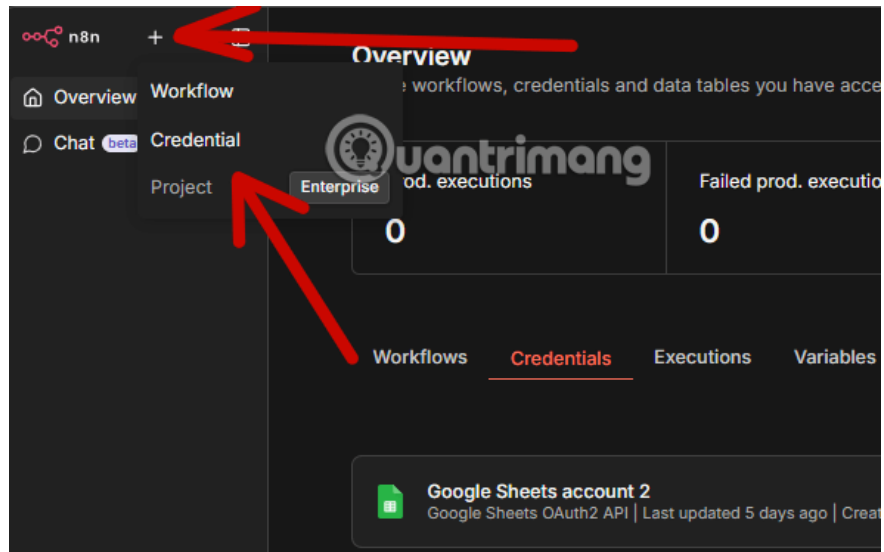 n8n
+
Overview
Chat beta
Workflow
Credential
Project
Enterprise
Overview
workflows, credentials and data tables you have acce
Quantrimang
rod. executions
0
Failed prod. executio
0
Workflows
Credentials
Executions
Variables
Google Sheets account 2
Google Sheets OAuth2 API | Last updated 5 days ago | Creat